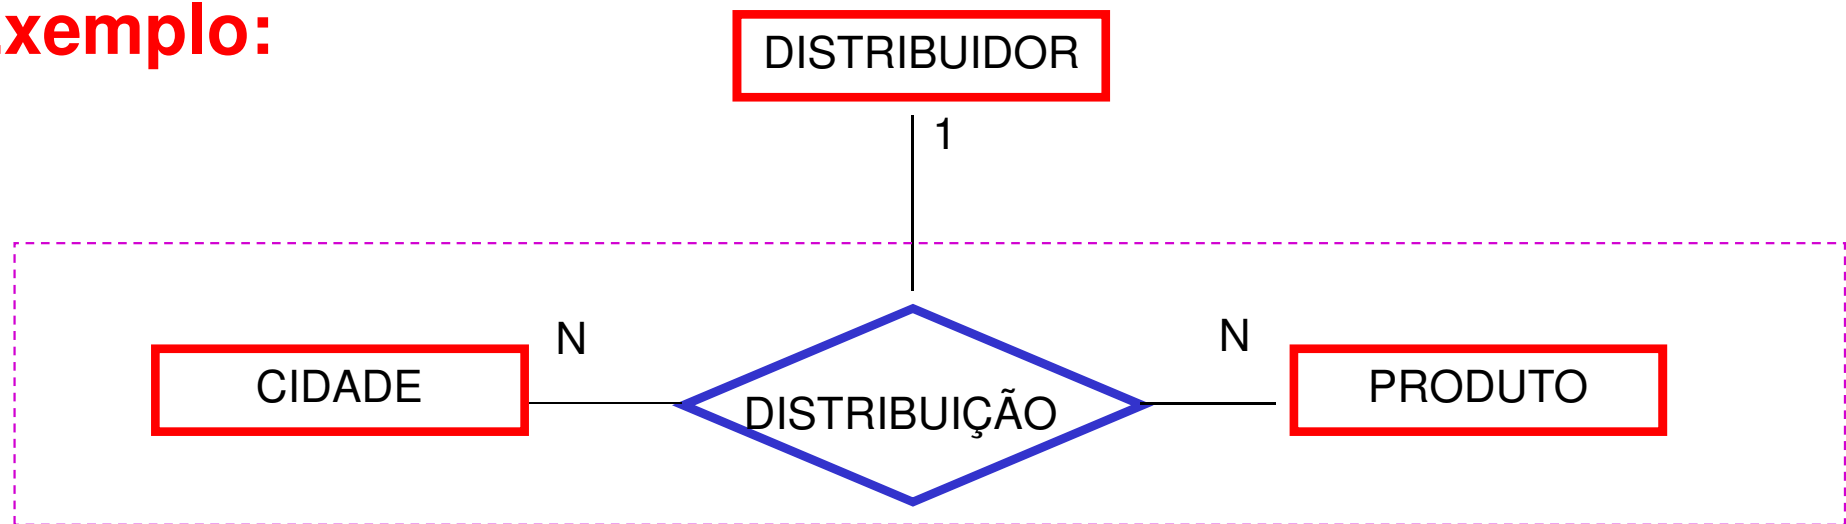 xemplo:
DISTRIBUIDOR
1
N
N
CIDADE
DISTRIBUIÇÃO
PRODUTO